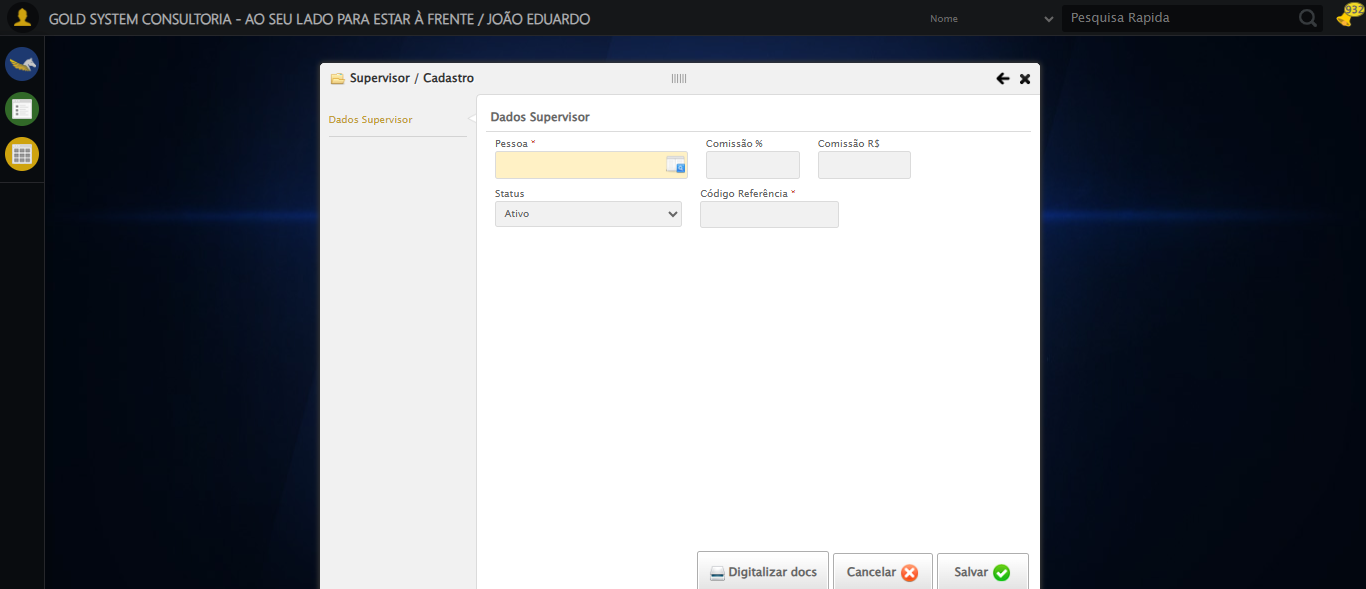 GOLD SYSTEM CONSULTORIA - AO SEU LADO PARA ESTAR À FRENTE / JOÃO EDUARDO
Nome
Pesquisa Rapida
932
Supervisor / Cadastro
Dados Supervisor
Dados Supervisor
Pessoa *
Comissão %
Comissão R$
Status
Código Referência *
Ativo
Digitalizar docs
Cancelar
Salvar